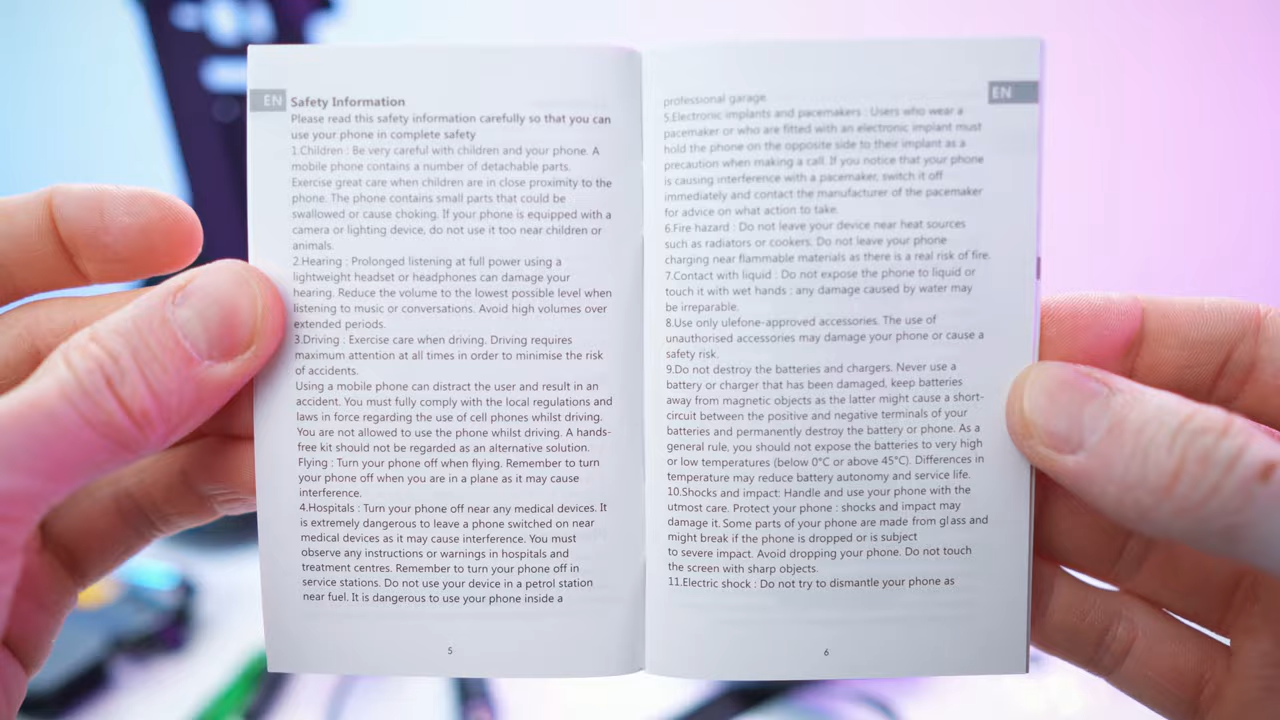 EN
Safety Information
Please read this safety information carefully so that you can
use your phone in complete safety
1.Children : Be very careful with children and your phone. A
mobile phone contains a number of detachable parts.
Exercise great care when children are in close proximity to the
phone. The phone contains small parts that could be
swallowed or cause choking. If your phone is equipped with a
camera or lighting device, do not use it too near children or
animals.
2.Hearing : Prolonged listening at full power using a
lightweight headset or headphones can damage your
hearing. Reduce the volume to the lowest possible level when
listening to music or conversations. Avoid high volumes over
extended periods.
3.Driving : Exercise care when driving. Driving requires
maximum attention at all times in order to minimise the risk
of accidents.
Using a mobile phone can distract the user and result in an
accident. You must fully comply with the local regulations and
laws in force regarding the use of cell phones whilst driving.
You are not allowed to use the phone whilst driving. A hands-
free kit should not be regarded as an alternative solution.
Flying : Turn your phone off when flying. Remember to turn
your phone off when you are in a plane as it may cause
interference.
4.Hospitals : Turn your phone off near any medical devices. It
is extremely dangerous to leave a phone switched on near
medical devices as it may cause interference. You must
observe any instructions or warnings in hospitals and
treatment centres. Remember to turn your phone off in
service stations. Do not use your device in a petrol station
near fuel. It is dangerous to use your phone inside a
5
EN
professional garage.
5.Electronic implants and pacemakers : Users who wear a
pacemaker or who are fitted with an electronic implant must
hold the phone on the opposite side to their implant as a
precaution when making a call. If you notice that your phone
is causing interference with a pacemaker, switch it off
immediately and contact the manufacturer of the pacemaker
for advice on what action to take.
6.Fire hazard : Do not leave your device near heat sources
such as radiators or cookers. Do not leave your phone
charging near flammable materials as there is a real risk of fire.
7.Contact with liquid : Do not expose the phone to liquid or
touch it with wet hands : any damage caused by water may
be irreparable.
8.Use only ulefone-approved accessories. The use of
unauthorised accessories may damage your phone or cause a
safety risk.
9.Do not destroy the batteries and chargers. Never use a
battery or charger that has been damaged, keep batteries
away from magnetic objects as the latter might cause a short-
circuit between the positive and negative terminals of your
batteries and permanently destroy the battery or phone. As a
general rule, you should not expose the batteries to very high
or low temperatures (below 0°C or above 45°C). Differences in
temperature may reduce battery autonomy and service life.
10.Shocks and impact: Handle and use your phone with the
utmost care. Protect your phone : shocks and impact may
damage it. Some parts of your phone are made from glass and
might break if the phone is dropped or is subject
to severe impact. Avoid dropping your phone. Do not touch
the screen with sharp objects.
11.Electric shock : Do not try to dismantle your phone as
6